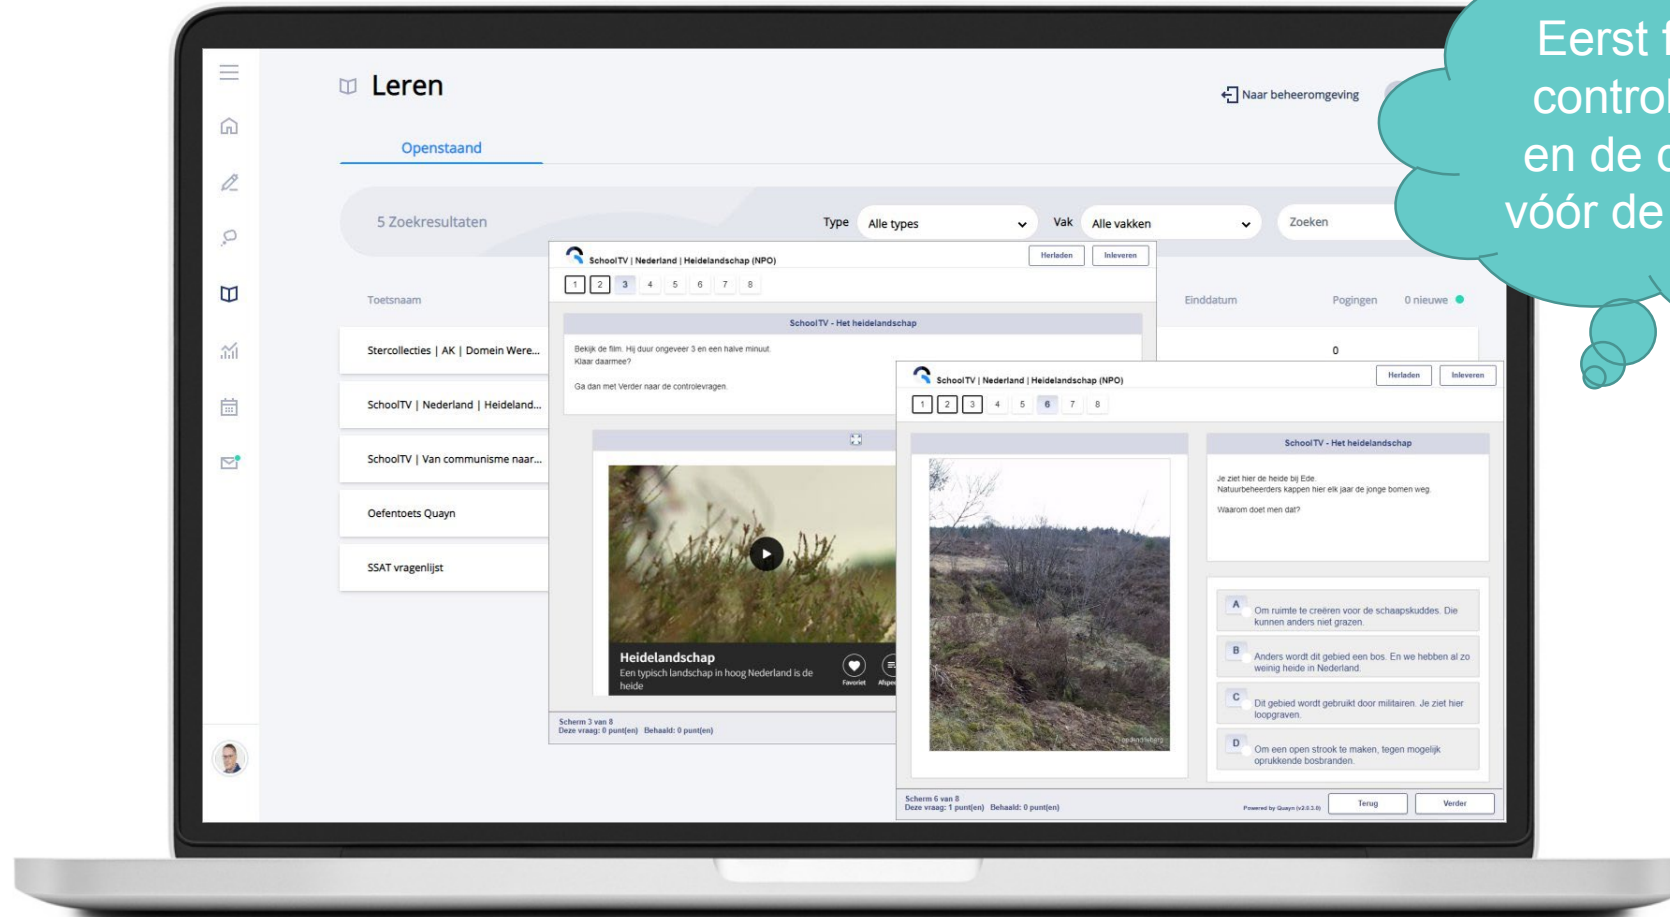 Eerst
control
en de
vóór de
Leren
Naar beheeromgeving
Openstaand
5 Zoekresultaten
Type
Alle types
Vak
Alle vakken
Zoeken
Toetsnaam
Einddatum
Pogingen
0 nieuwe
Stercollecties | AK | Domein Were...
0
SchoolTV | Nederland | Heideland...
SchoolTV | Van communisme naar...
Oefentoets Quayn
SSAT vragenlijst
SchoolTV | Nederland | Heidelandschap (NPO)
Herladen
Inleveren
1 2 3 4 5 6 7 8
SchoolTV - Het heidelandschap
Bekijk de film. Hij duur ongeveer 3 en een halve minuut.
Klaar daarmee?
Ga dan met Verder naar de controlevragen.
Heidelandschap
Een typisch landschap in hoog Nederland is de
heide
Favoriet
Scherm 3 van 8
Deze vraag: 0 punt(en) Behaald: 0 punt(en)
SchoolTV | Nederland | Heidelandschap (NPO)
Herladen
Inleveren
1 2 3 4 5 6 7 8
SchoolTV - Het heidelandschap
Je ziet hier de heide bij Ede.
Natuurbeheerders kappen hier elk jaar de jonge bomen weg.
Waarom doet men dat?
A
Om ruimte te creëren voor de schaapskuddes. Die
kunnen anders niet grazen.
B
Anders wordt dit gebied een bos. En we hebben al zo
weinig heide in Nederland.
C
Dit gebied wordt gebruikt door militairen. Je ziet hier
loopgraven.
D
Om een open strook te maken, tegen mogelijk
oprukkende bosbranden.
Scherm 6 van 8
Deze vraag: 1 punt(en) Behaald: 0 punt(en)
Powered by Quayn (v2.0.3.0)
Terug
Verder